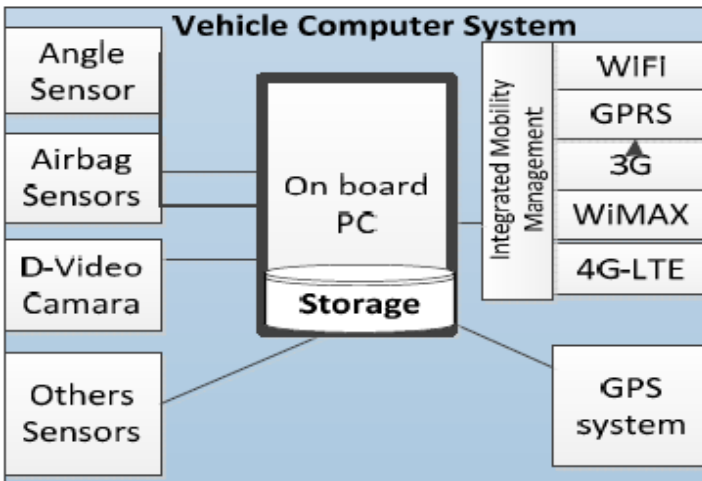 Vehicle Computer System
Angle
Sensor
Airbag
Sensors
D-Video
Camara
Others
Sensors
On board
PC
Storage
Integrated Mobility
Management
WIFI
GPRS
3G
WiMAX
4G-LTE
GPS
system